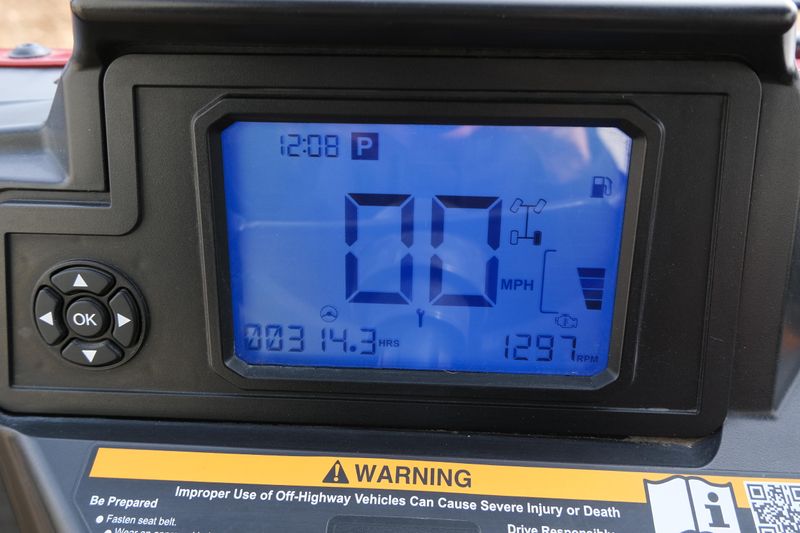 12:08 P
00
MPH
OK
00314.3 HRS
1297 RPM
WARNING
Improper Use of Off-Highway Vehicles Can Cause Severe Injury or Death
Be Prepared
• Fasten seat belt.
Drive Responsibly